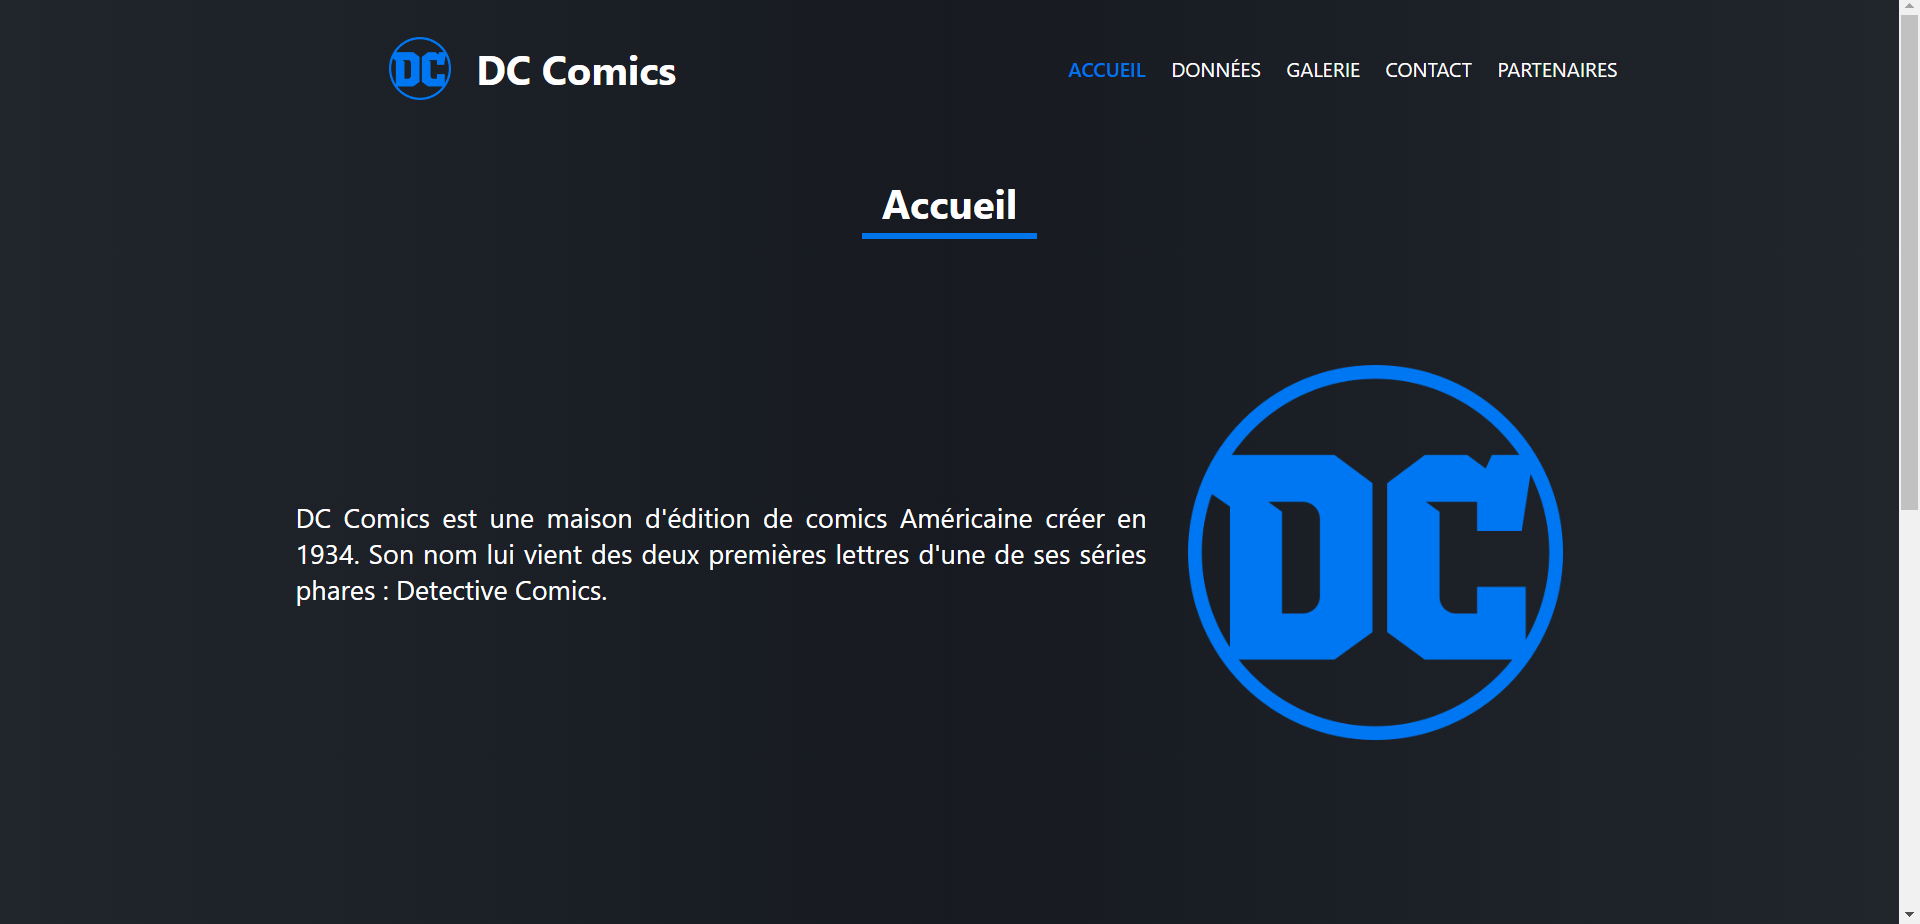 DC
DC Comics
ACCUEIL DONNÉES GALERIE CONTACT PARTENAIRES
Accueil
DC Comics est une maison d'édition de comics Américaine créer en
1934. Son nom lui vient des deux premières lettres d'une de ses séries
phares : Detective Comics.
DC